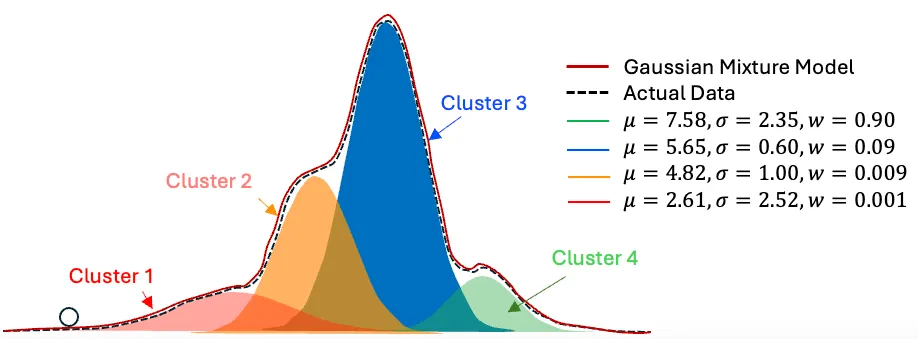 Gaussian Mixture Model
Actual Data
Cluster 3
μ = 7.58, σ = 2.35, w = 0.90
μ = 5.65, σ = 0.60, w = 0.09
Cluster 2
μ = 4.82, σ = 1.00, w = 0.009
μ = 2.61, σ = 2.52, w = 0.001
Cluster 4
Cluster 1